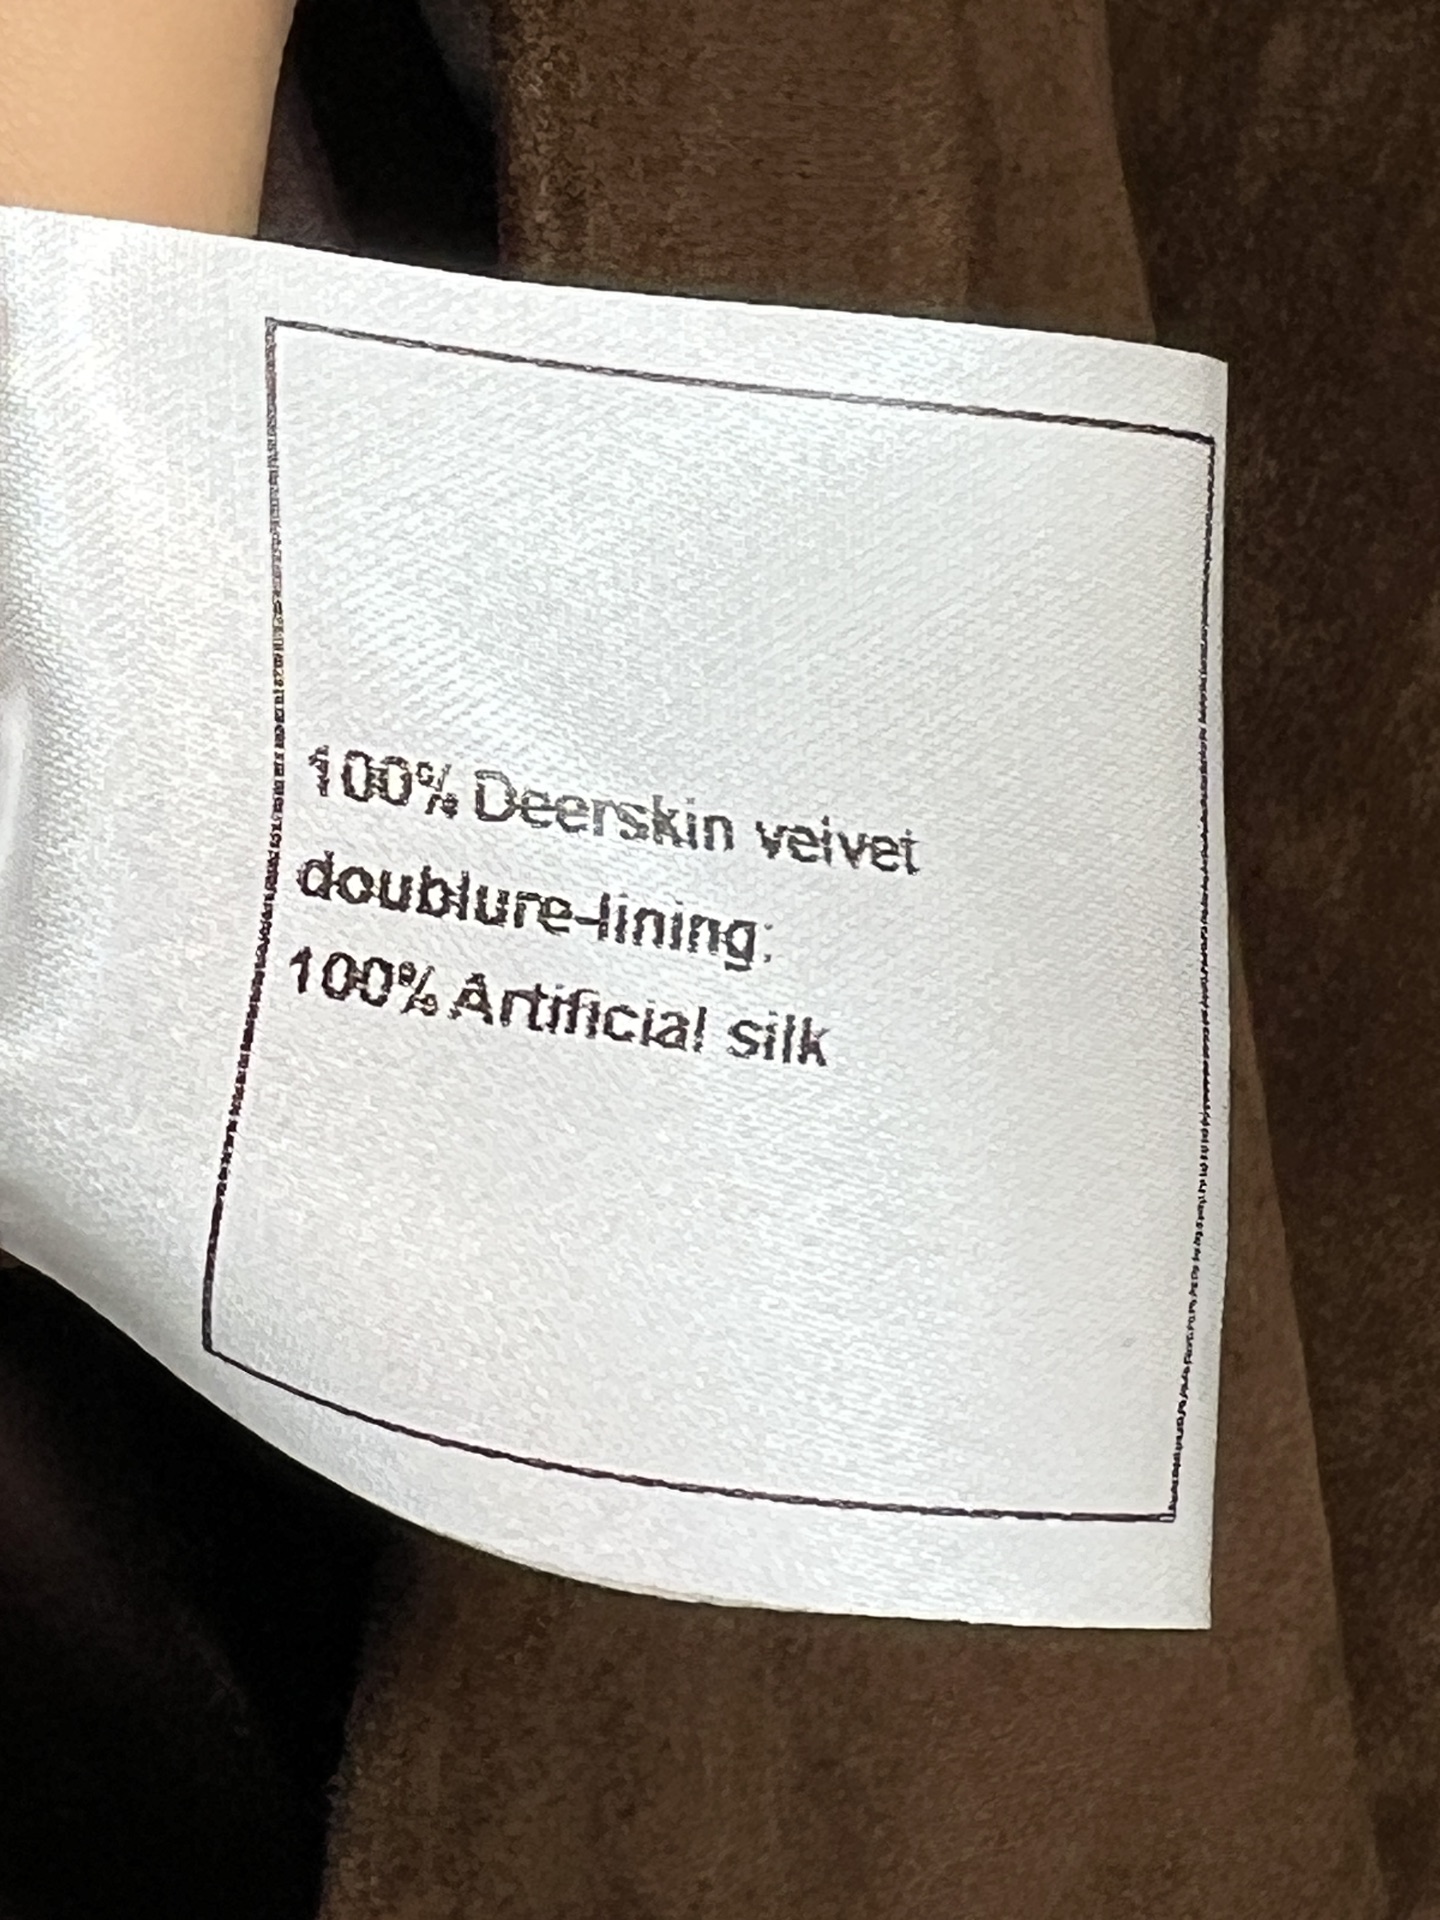 100% Deerskin velvet
doublure-lining:
100% Artificial silk